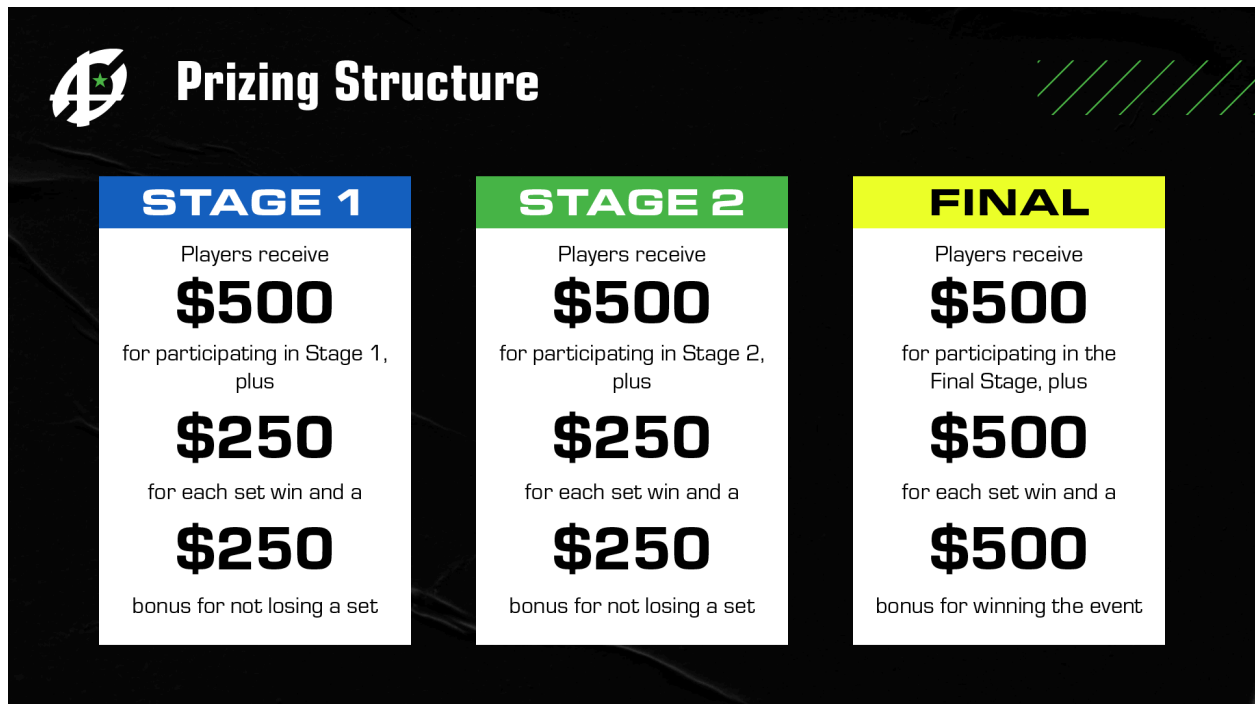 Prizing Structure
STAGE 1
Players receive
$500
for participating in Stage 1,
plus
$250
for each set win and a
$250
bonus for not losing a set
STAGE 2
Players receive
$500
for participating in Stage 2,
plus
$250
for each set win and a
$250
bonus for not losing a set
FINAL
Players receive
$500
for participating in the
Final Stage, plus
$500
for each set win and a
$500
bonus for winning the event